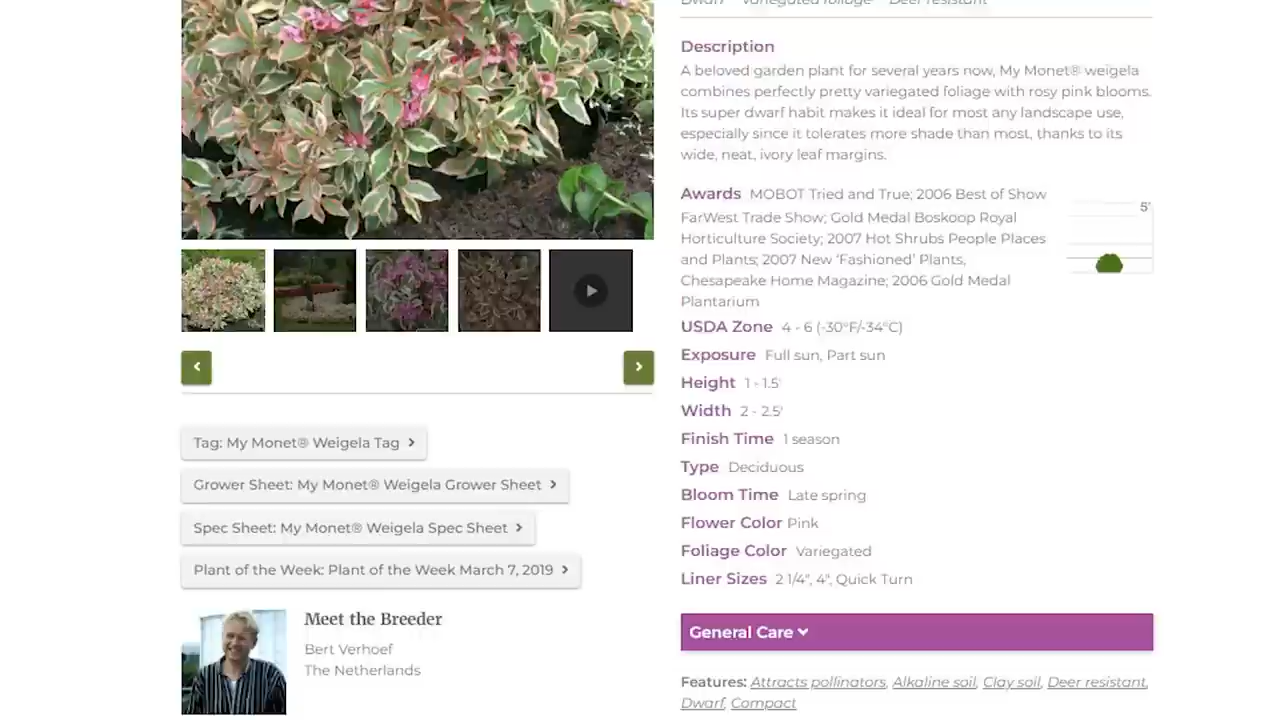 Dwarf Variegated foliage Deer resistant
Description
A beloved garden plant for several years now, My Monet® weigela
combines perfectly pretty variegated foliage with rosy pink blooms.
Its super dwarf habit makes it ideal for most any landscape use,
especially since it tolerates more shade than most, thanks to its
wide, neat, ivory leaf margins.
Awards MOBOT Tried and True; 2006 Best of Show
FarWest Trade Show; Gold Medal Boskoop Royal
Horticulture Society; 2007 Hot Shrubs People Places
and Plants; 2007 New ‘Fashioned’ Plants,
Chesapeake Home Magazine; 2006 Gold Medal
Plantarium
5'
USDA Zone 4 - 6 (-30°F/-34°C)
Exposure Full sun, Part sun
Height 1 - 1.5'
Width 2 - 2.5'
Finish Time 1 season
Type Deciduous
Bloom Time Late spring
Flower Color Pink
Foliage Color Variegated
Liner Sizes 2 1/4", 4", Quick Turn
General Care
Features: Attracts pollinators, Alkaline soil, Clay soil, Deer resistant,
Dwarf, Compact
Tag: My Monet® Weigela Tag
Grower Sheet: My Monet® Weigela Grower Sheet
Spec Sheet: My Monet® Weigela Spec Sheet
Plant of the Week: Plant of the Week March 7, 2019
Meet the Breeder
Bert Verhoef
The Netherlands